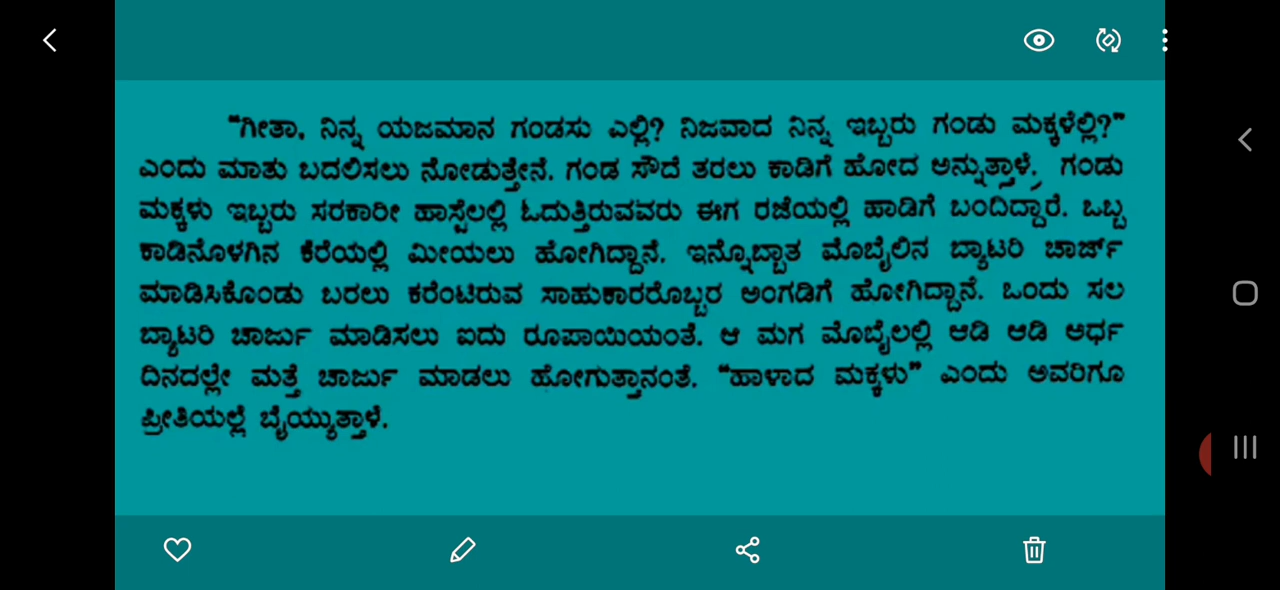 “ಗೀತಾ, ನಿನ್ನ ಯಜಮಾನ ಗಂಡಸು ಎಲ್ಲಿ? ನಿಜವಾದ ನಿನ್ನ ಇಬ್ಬರು ಗಂಡು ಮಕ್ಕಳೆಲ್ಲಿ?”
ಎಂದು ಮಾತು ಬದಲಿಸಲು ನೋಡುತ್ತೇನೆ. ಗಂಡ ಸೌದೆ ತರಲು ಕಾಡಿಗೆ ಹೋದ ಅನ್ನುತ್ತಾಳೆ. ಗಂಡು
ಮಕ್ಕಳು ಇಬ್ಬರು ಸರಕಾರೀ ಹಾಸ್ಟೆಲಲ್ಲಿ ಓದುತ್ತಿರುವವರು ಈಗ ರಜೆಯಲ್ಲಿ ಹಾಡಿಗೆ ಬಂದಿದ್ದಾರೆ. ಒಬ್ಬ
ಕಾಡಿನೊಳಗಿನ ಕೆರೆಯಲ್ಲಿ ಮೀಯಲು ಹೋಗಿದ್ದಾನೆ. ಇನ್ನೊಬ್ಬಾತ ಮೊಬೈಲಿನ ಬ್ಯಾಟರಿ ಚಾರ್ಜ್
ಮಾಡಿಸಿಕೊಂಡು ಬರಲು ಕರೆಂಟಿರುವ ಸಾಹುಕಾರರೊಬ್ಬರ ಅಂಗಡಿಗೆ ಹೋಗಿದ್ದಾನೆ. ಒಂದು ಸಲ
ಬ್ಯಾಟರಿ ಚಾರ್ಜು ಮಾಡಿಸಲು ಐದು ರೂಪಾಯಿಯಂತೆ. ಆ ಮಗ ಮೊಬೈಲಲ್ಲಿ ಆಡಿ ಆಡಿ ಅರ್ಧ
ದಿನದಲ್ಲೇ ಮತ್ತೆ ಚಾರ್ಜು ಮಾಡಲು ಹೋಗುತ್ತಾನಂತೆ. “ಹಾಳಾದ ಮಕ್ಕಳು” ಎಂದು ಅವರಿಗೂ
ಪ್ರೀತಿಯಲ್ಲೆ ಬೈಯ್ಯುತ್ತಾಳೆ.